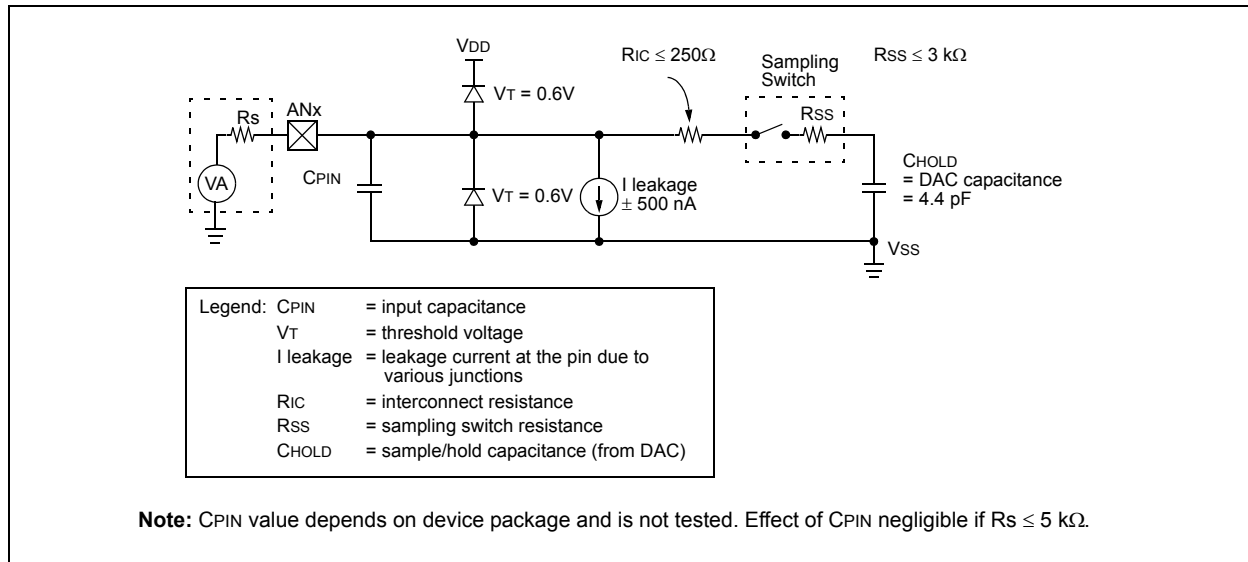 VDD
RIC ≤ 250Ω
Sampling
Switch
RSS ≤ 3 kΩ
VT = 0.6V
Rs
ANx
RSS
VA
CPIN
VT = 0.6V
I leakage
± 500 nA
CHOLD
= DAC capacitance
= 4.4 pF
VSS
Legend: CPIN = input capacitance
VT = threshold voltage
I leakage = leakage current at the pin due to
various junctions
RIC = interconnect resistance
RSS = sampling switch resistance
CHOLD = sample/hold capacitance (from DAC)
Note: CPIN value depends on device package and is not tested. Effect of CPIN negligible if Rs ≤ 5 kΩ.